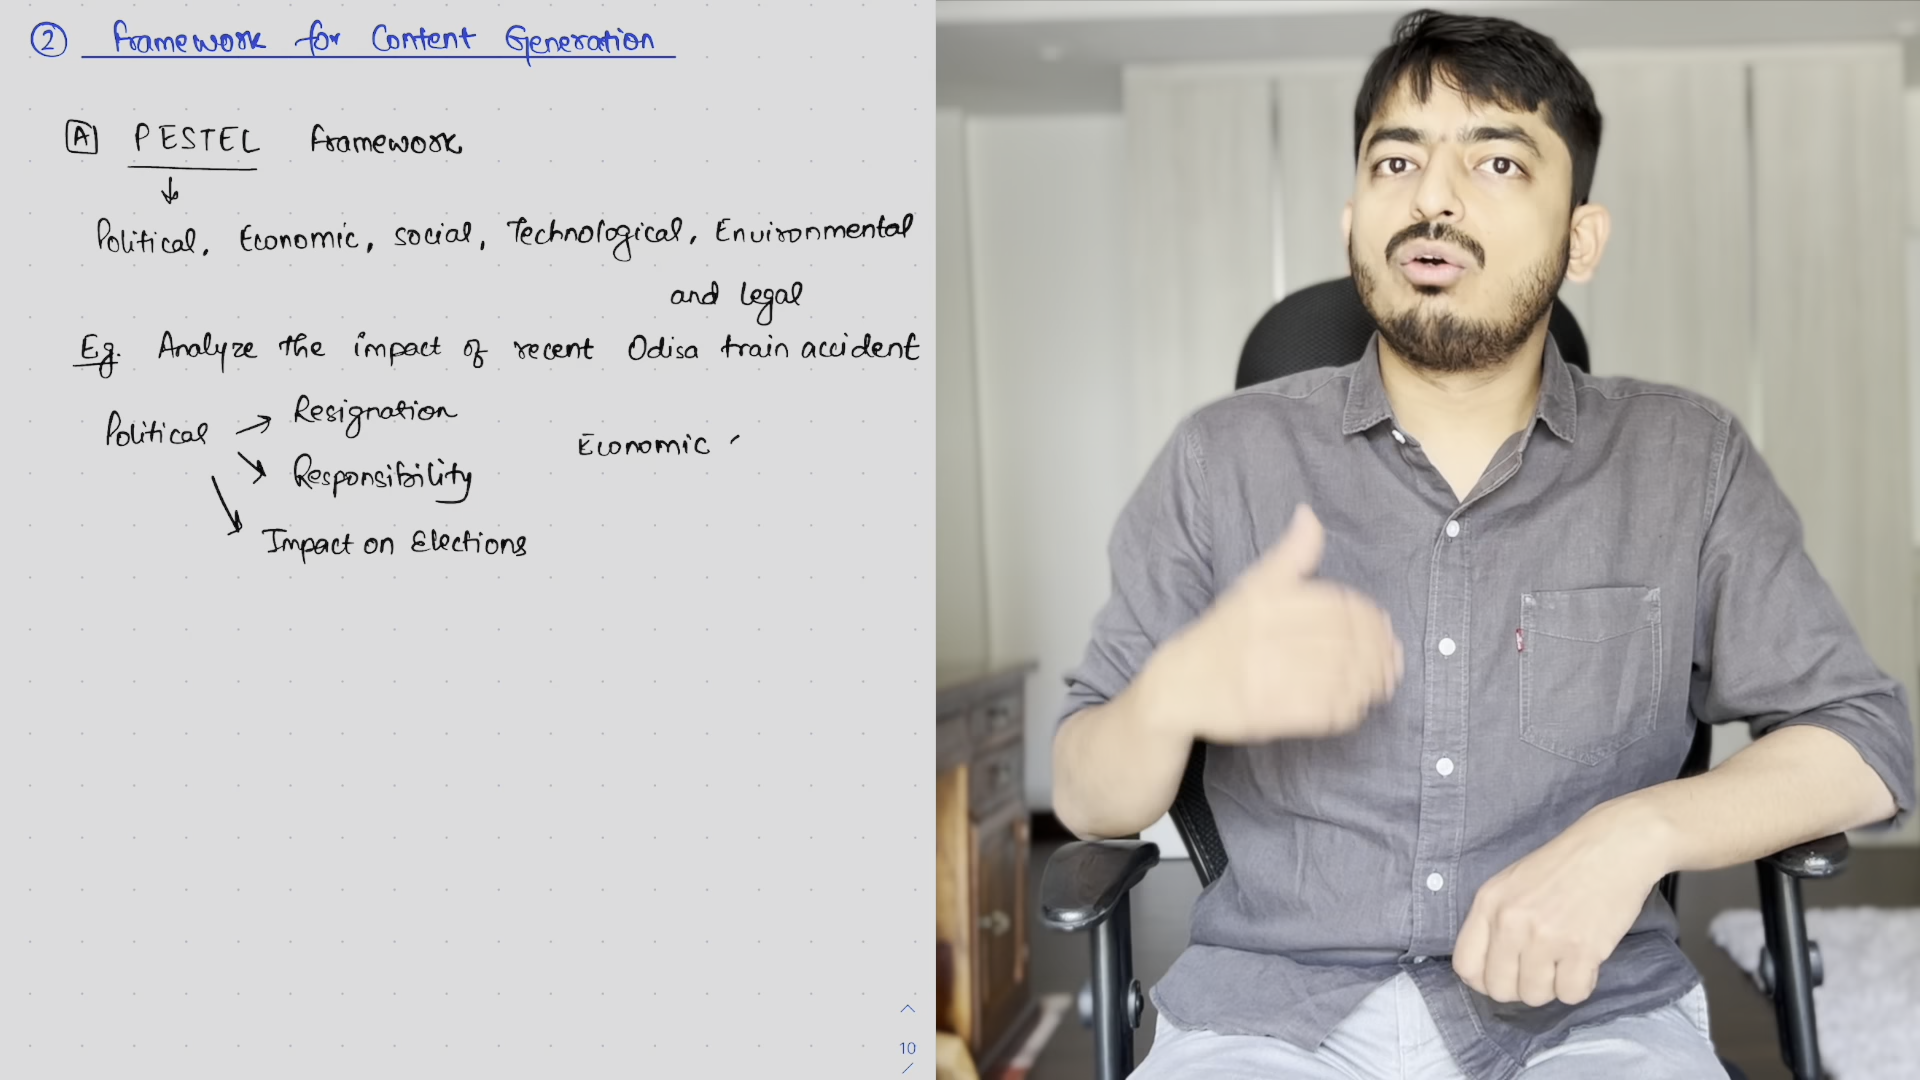 ② Framework for Content Generation
A PESTEL Framework
Political, Economic, social, Technological, Environmental
and legal
Eg. Analyze the impact of recent Odisa train accident
Political
Resignation
Responsibility
Impact on Elections
Economic
10